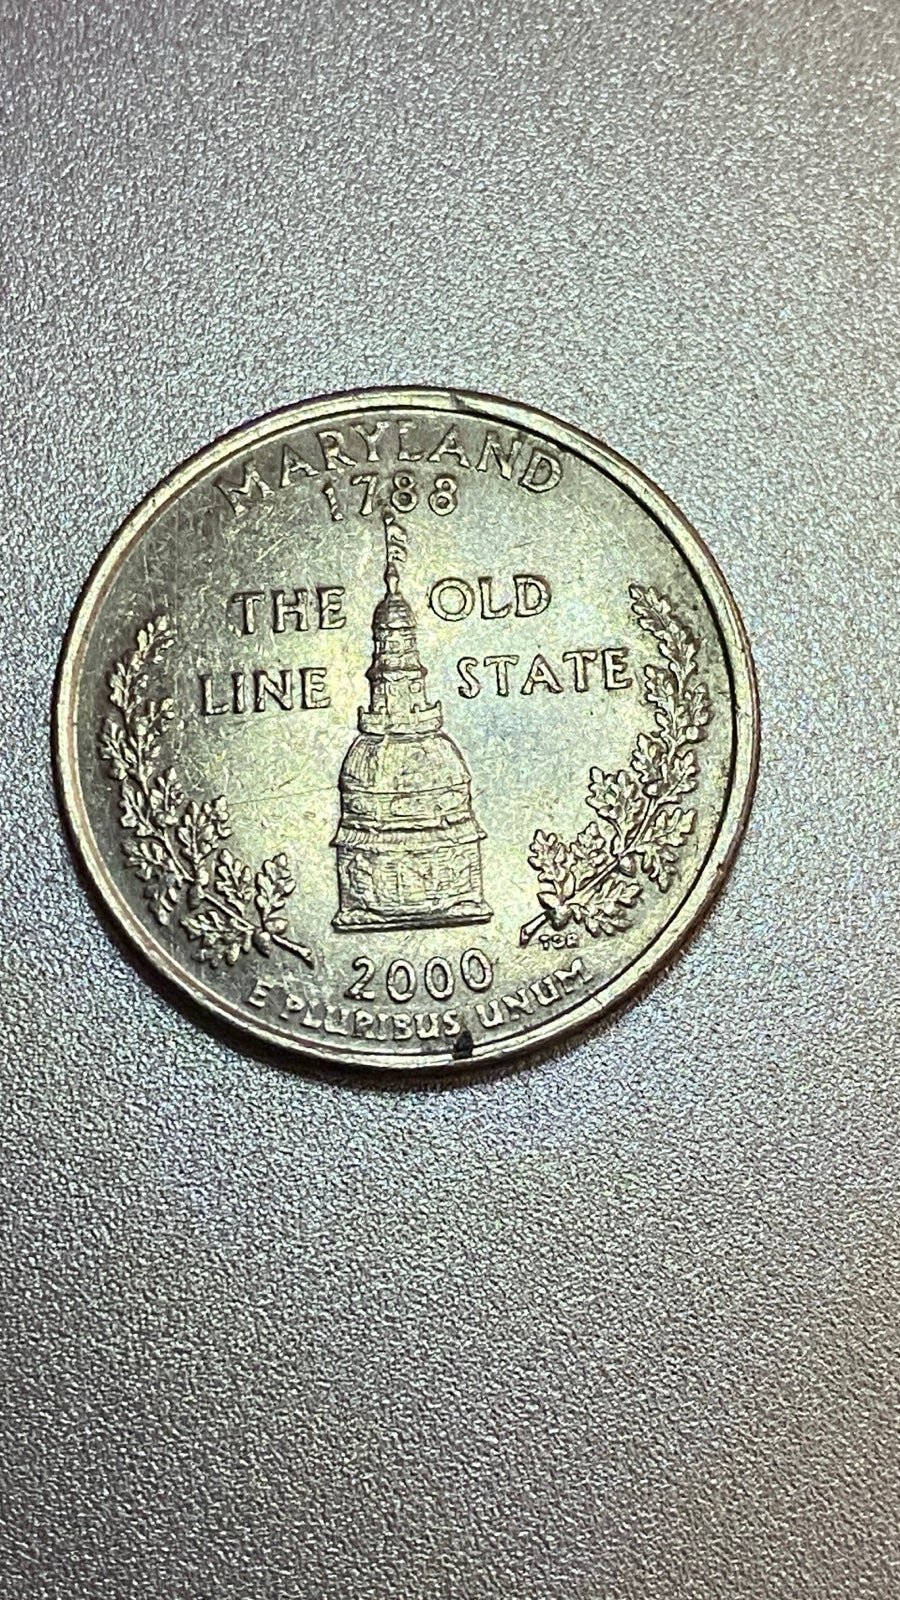 MARYLAND
1788
THE OLD
LINE STATE
TDR
2000
E PLURIBUS UNUM